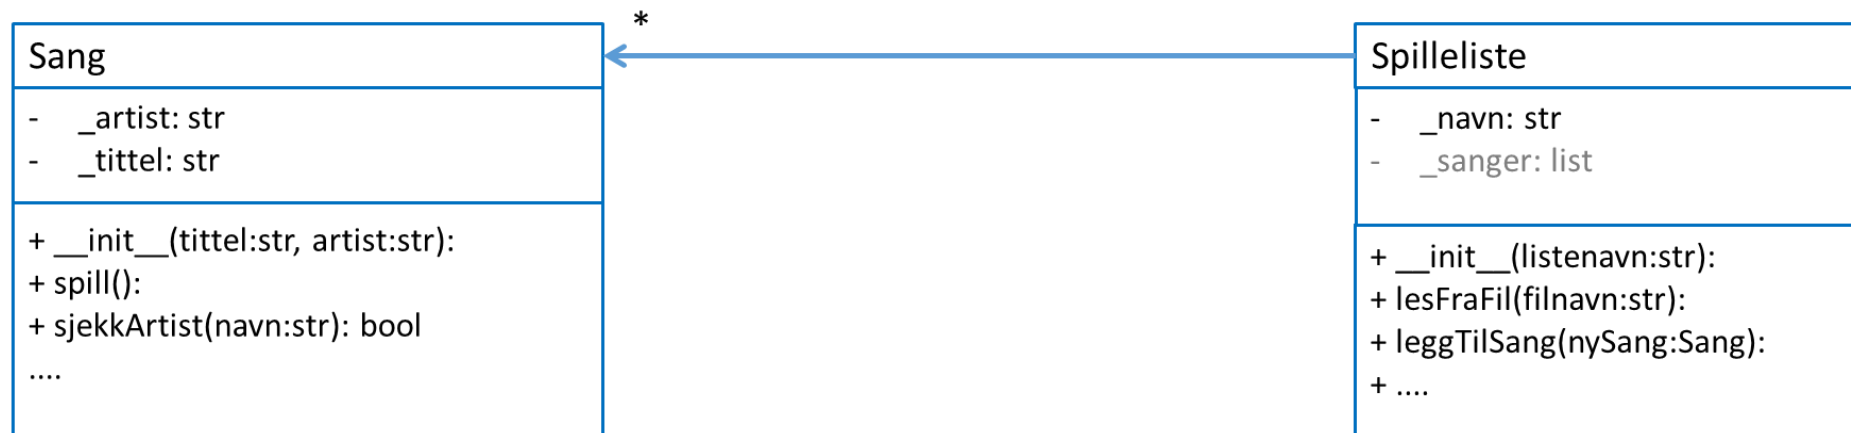 *
Sang
- _artist: str
- _tittel: str
+ __init__(tittel:str, artist:str):
+ spill():
+ sjekkArtist(navn:str): bool
....
Spilleliste
- _navn: str
- _sanger: list
+ __init__(listenavn:str):
+ lesFraFil(filnavn:str):
+ leggTilSang(nySang:Sang):
+ ....